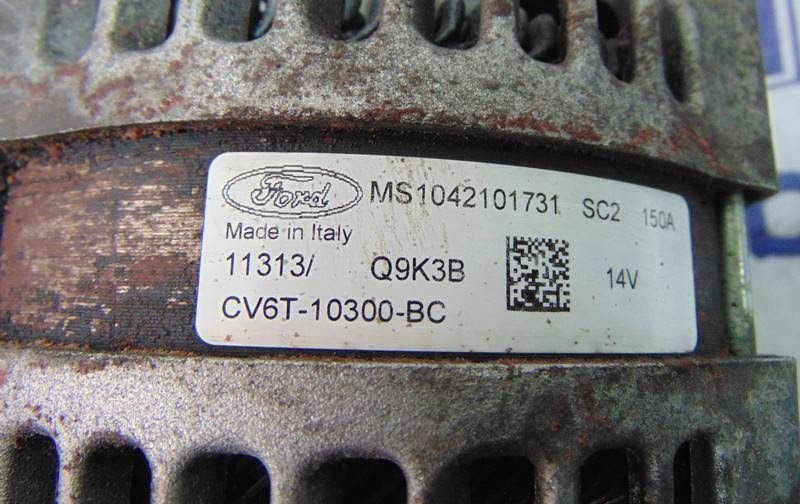 Ford MS1042101731 SC2 150A
Made in Italy
11313/ Q9K3B 14V
CV6T-10300-BC